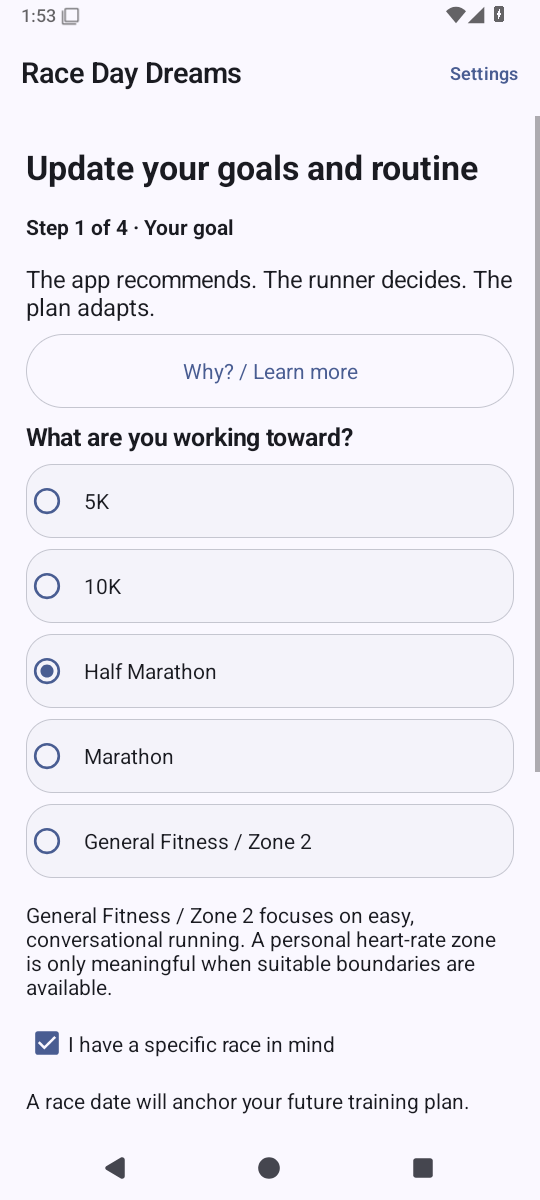 1:53
Race Day Dreams
Settings
Update your goals and routine
Step 1 of 4 · Your goal
The app recommends. The runner decides. The
plan adapts.
Why? / Learn more
What are you working toward?
5K
10K
Half Marathon
Marathon
General Fitness / Zone 2
General Fitness / Zone 2 focuses on easy,
conversational running. A personal heart-rate zone
is only meaningful when suitable boundaries are
available.
I have a specific race in mind
A race date will anchor your future training plan.